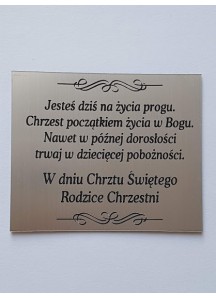 Jesteś dziś na życia progu.
Chrzest początkiem życia w Bogu.
Nawet w późnej dorosłości
trwaj w dziecięcej pobożności.
W dniu Chrztu Świętego
Rodzice Chrzestni